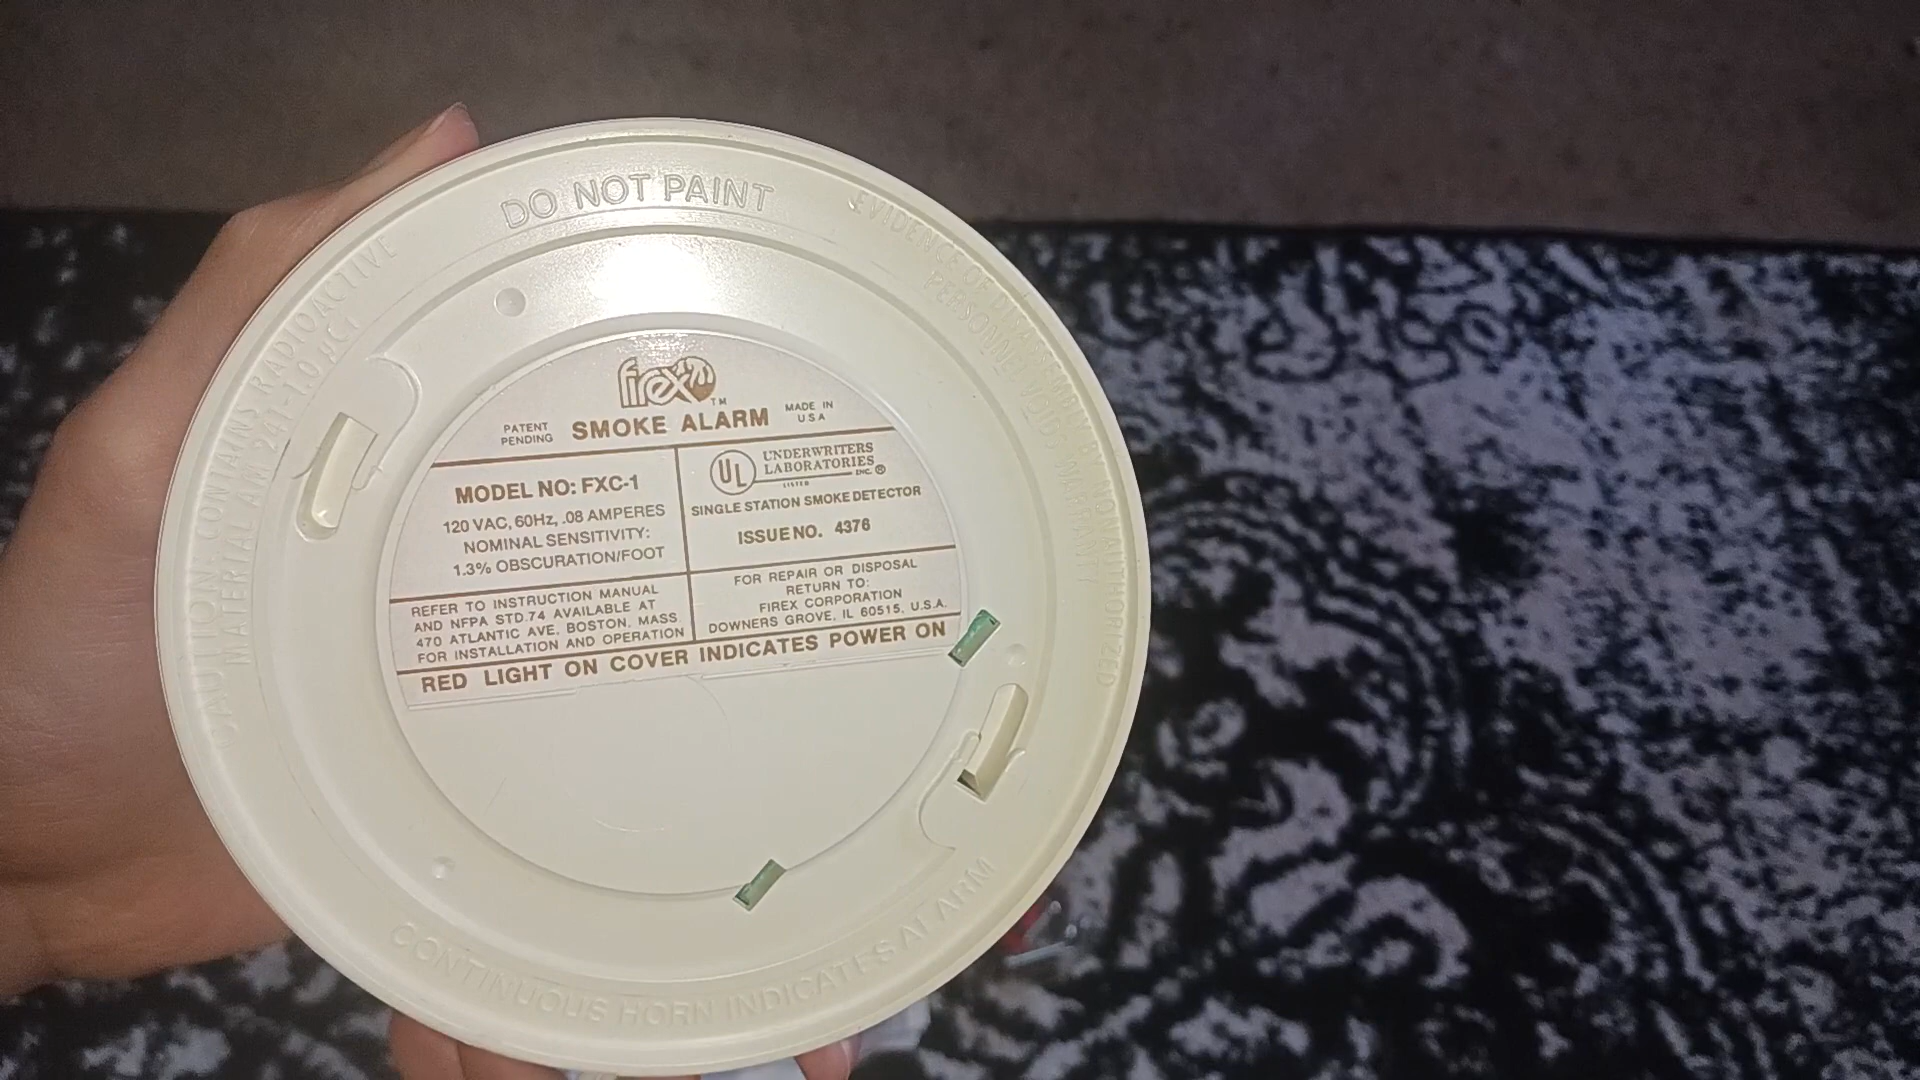 DO NOT PAINT
EVIDENCE OF DISASSEMBLY BY NONAUTHORIZED
PERSONNEL VOIDS WARRANTY
CAUTION: CONTAINS RADIOACTIVE
MATERIAL AM 241-1.0 μCi
firex TM
PATENT
PENDING
SMOKE ALARM
MADE IN
USA
MODEL NO: FXC-1
120 VAC, 60Hz, .08 AMPERES
NOMINAL SENSITIVITY:
1.3% OBSCURATION/FOOT
UL
UNDERWRITERS
LABORATORIES
INC. ®
LISTED
SINGLE STATION SMOKE DETECTOR
ISSUE NO. 4376
REFER TO INSTRUCTION MANUAL
AND NFPA STD.74 AVAILABLE AT
470 ATLANTIC AVE, BOSTON, MASS.
FOR INSTALLATION AND OPERATION
FOR REPAIR OR DISPOSAL
RETURN TO:
FIREX CORPORATION
DOWNERS GROVE, IL 60515, U.S.A.
RED LIGHT ON COVER INDICATES POWER ON
CONTINUOUS HORN INDICATES ALARM